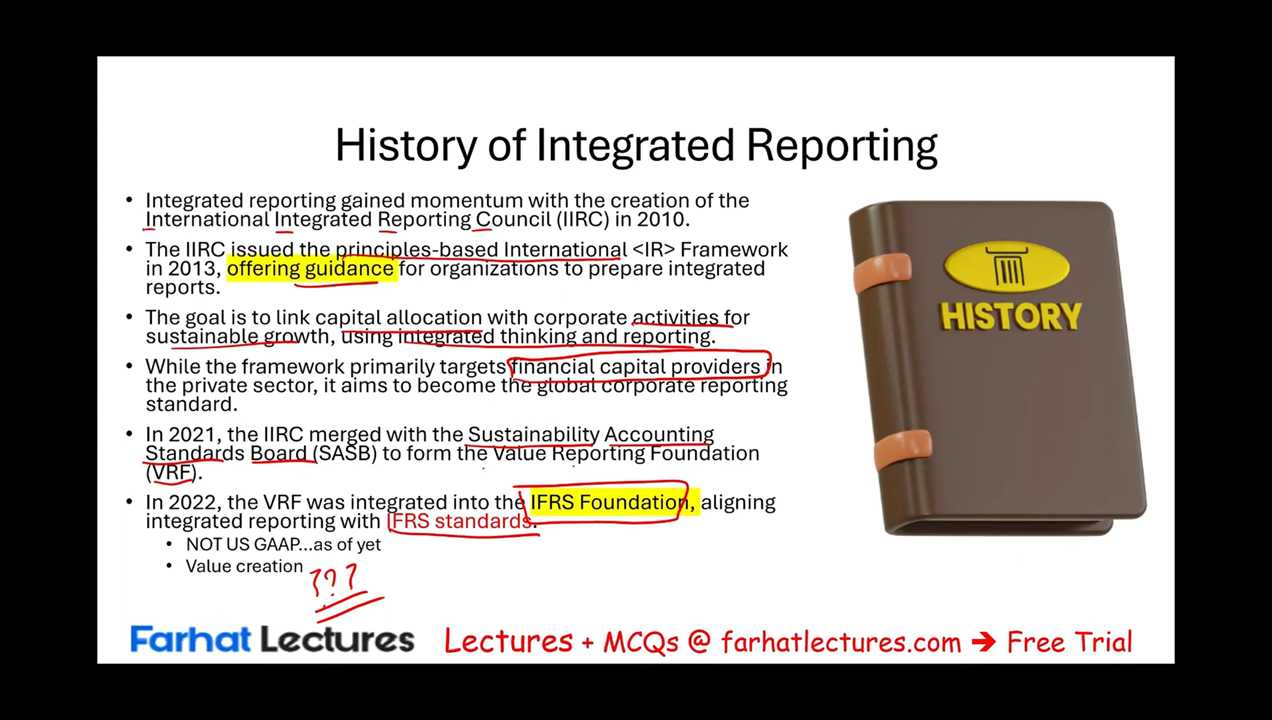 History of Integrated Reporting
• Integrated reporting gained momentum with the creation of the
International Integrated Reporting Council (IIRC) in 2010.
• The IIRC issued the principles-based International <IR> Framework
in 2013, offering guidance for organizations to prepare integrated
reports.
• The goal is to link capital allocation with corporate activities for
sustainable growth, using integrated thinking and reporting.
• While the framework primarily targets financial capital providers in
the private sector, it aims to become the global corporate reporting
standard.
• In 2021, the IIRC merged with the Sustainability Accounting
Standards Board (SASB) to form the Value Reporting Foundation
(VRF).
• In 2022, the VRF was integrated into the IFRS Foundation, aligning
integrated reporting with IFRS standards.
• NOT US GAAP...as of yet
• Value creation
???
HISTORY
Farhat Lectures Lectures + MCQs @ farhatlectures.com ➔ Free Trial